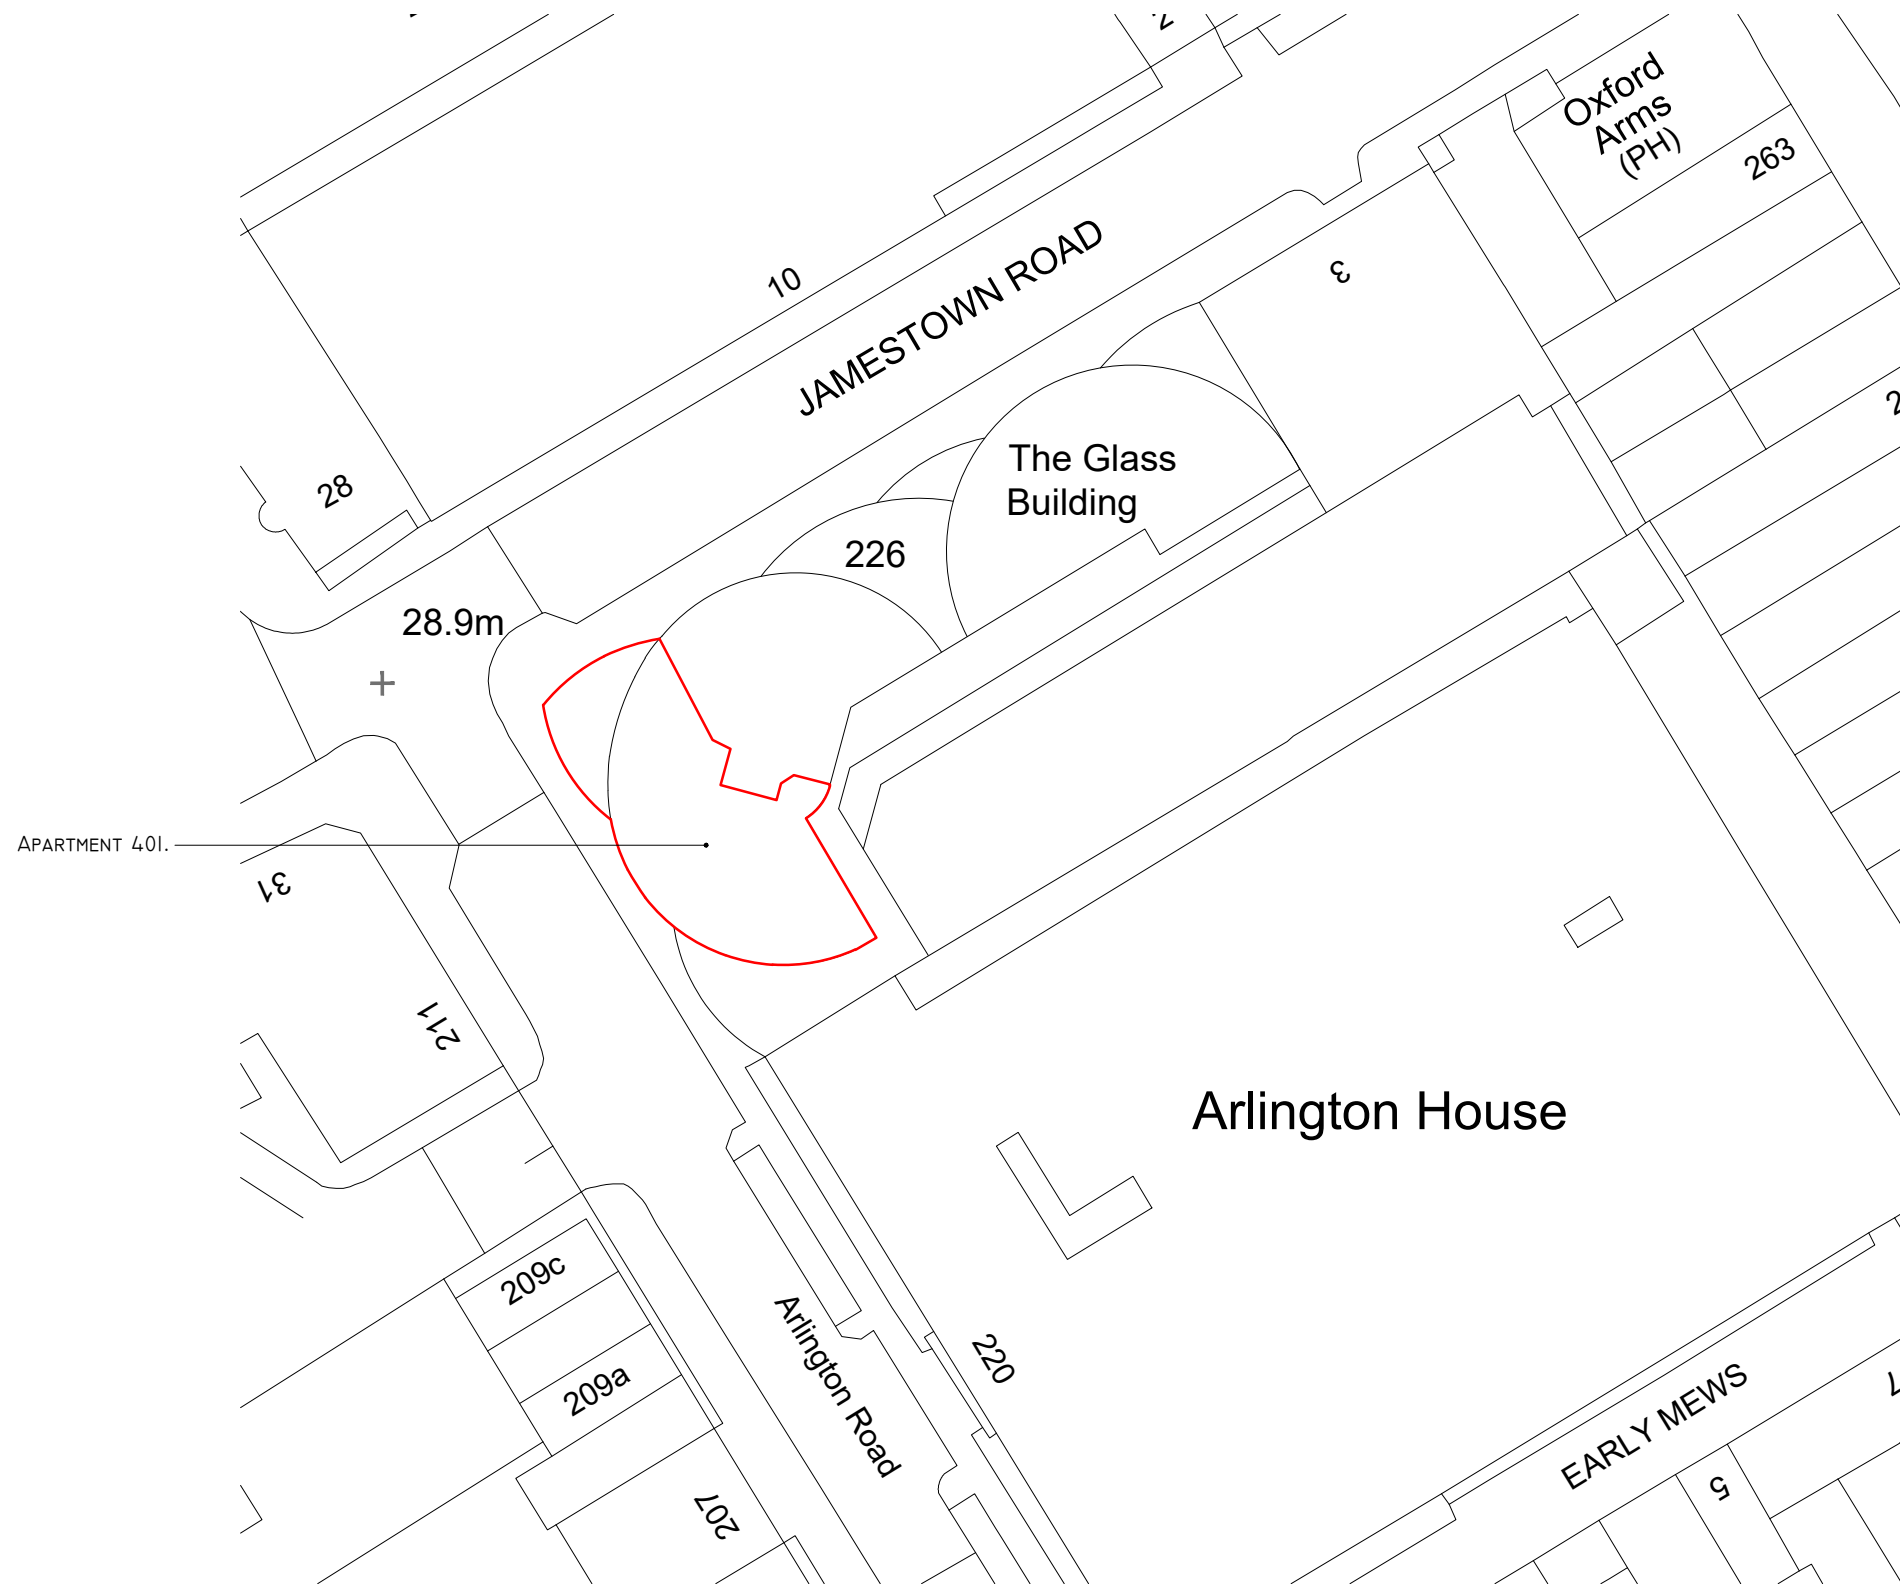 Oxford
Arms
(PH)
263
10
JAMESTOWN ROAD
3
28
The Glass
Building
226
28.9m
APARTMENT 401.
31
211
Arlington House
209c
209a
207
Arlington Road
220
EARLY MEWS
5